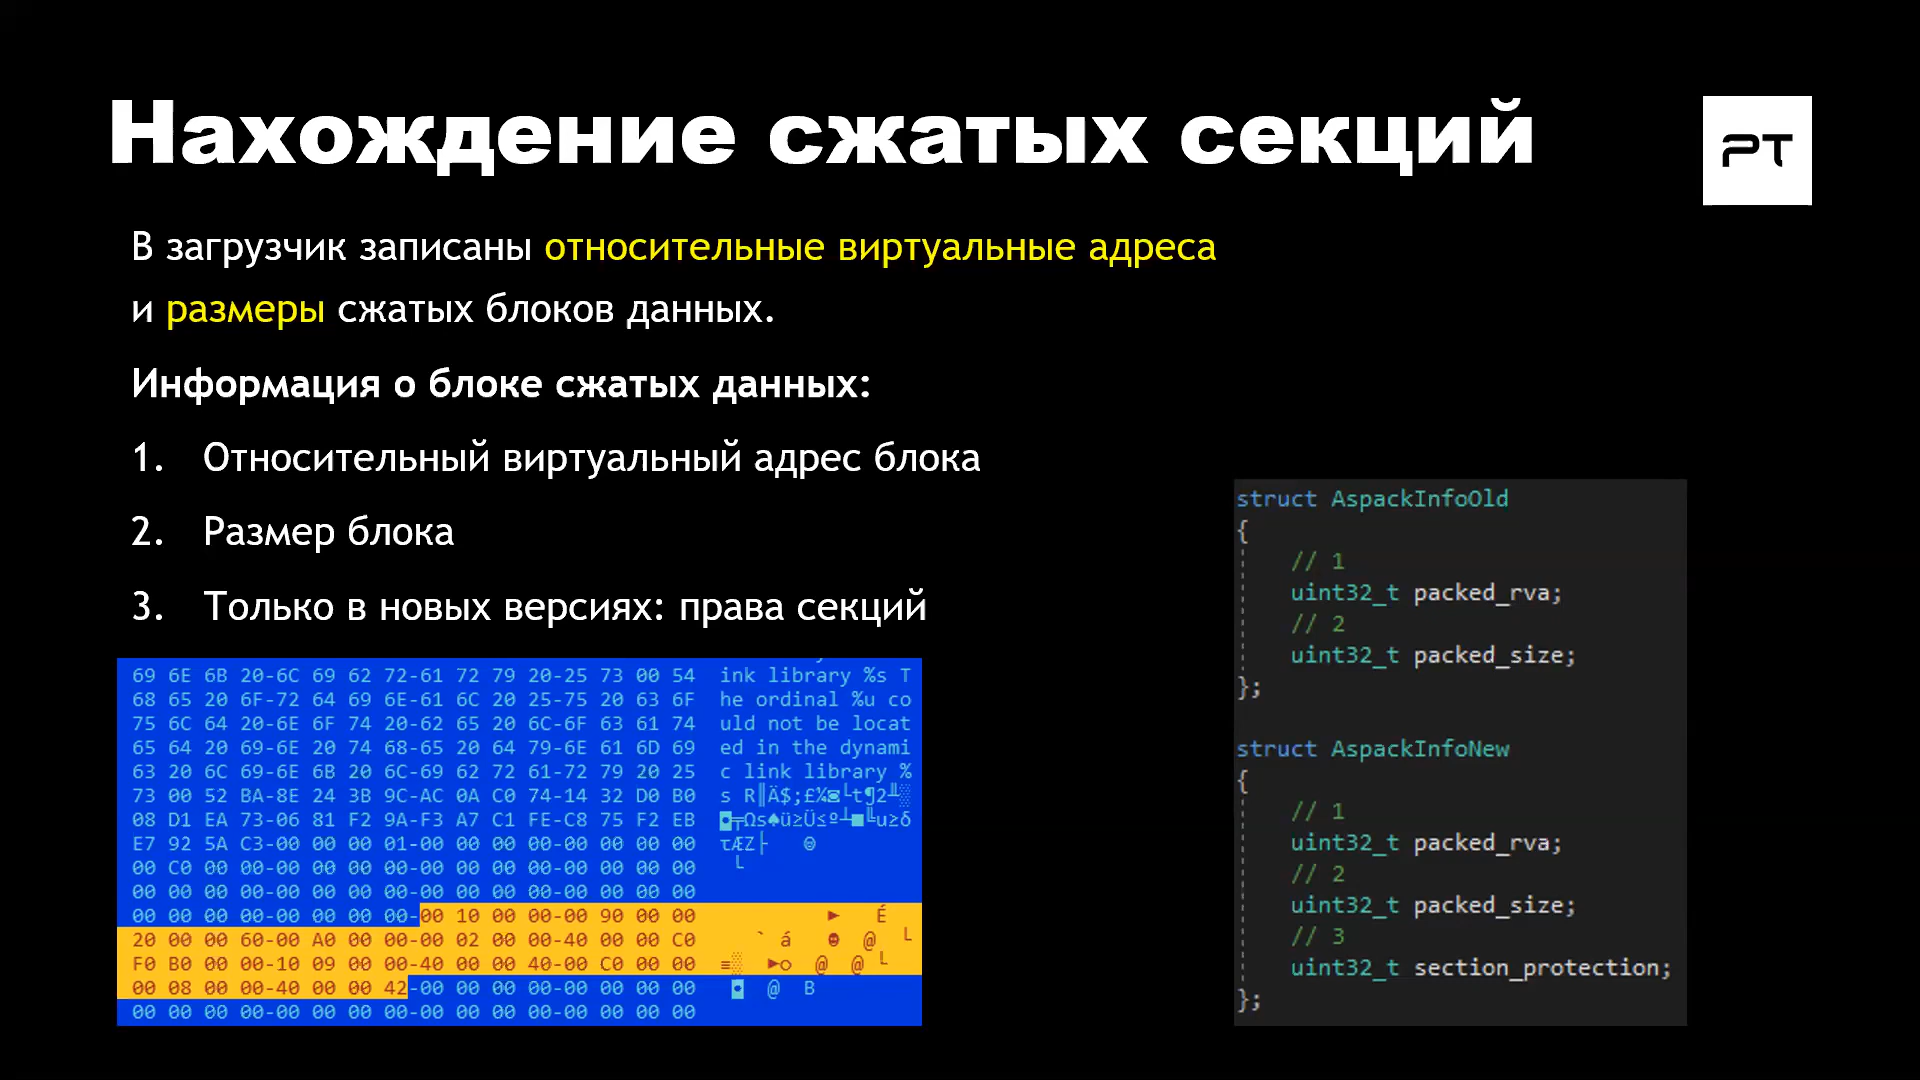 Нахождение сжатых секций
PT
В загрузчик записаны относительные виртуальные адреса
и размеры сжатых блоков данных.
Информация о блоке сжатых данных:
1. Относительный виртуальный адрес блока
2. Размер блока
3. Только в новых версиях: права секций
69 6E 6B 20-6C 69 62 72-61 72 79 20-25 73 00 54 ink library %s T
68 65 20 6F-72 64 69 6E-61 6C 20 25-75 20 63 6F he ordinal %u co
75 6C 64 20-6E 6F 74 20-62 65 20 6C-6F 63 61 74 uld not be locat
65 64 20 69-6E 20 74 68-65 20 64 79-6E 61 6D 69 ed in the dynami
63 20 6C 69-6E 6B 20 6C-69 62 72 61-72 79 20 25 c link library %
73 00 52 BA-8E 24 3B 9C-AC 0A C0 74-14 32 D0 B0 s R║Ä$;£¼◙└t¶2╨░
08 D1 EA 73-06 81 F2 9A-F3 A7 C1 FE-C8 75 F2 EB ◘╤Ωs♠ü≥Ü≤º┴■╚u≥δ
E7 92 5A C3-00 00 00 01-00 00 00-00 00 00 00 τÆZ├ ☺
00 C0 00 00-00 00 00 00-00 00 00 00-00 00 00 00 └
00 00 00 00-00 00 00 00-00 00 00 00-00 00 00 00
00 00 00 00-00 00 00 00-00 10 00 00-00 90 00 00 ► É
20 00 00 60-00 A0 00 00-00 02 00 00-40 00 00 C0 ` á ☻ @ └
F0 B0 00 00-10 09 00 00-40 00 00 40-00 C0 00 00 ≡░ ►○ @ @ └
00 08 00 00-40 00 00 42-00 00 00 00-00 00 00 00 ◘ @ B
00 00 00 00-00 00 00 00-00 00 00 00-00 00 00 00
struct AspackInfoOld
{
// 1
uint32_t packed_rva;
// 2
uint32_t packed_size;
};
struct AspackInfoNew
{
// 1
uint32_t packed_rva;
// 2
uint32_t packed_size;
// 3
uint32_t section_protection;
};